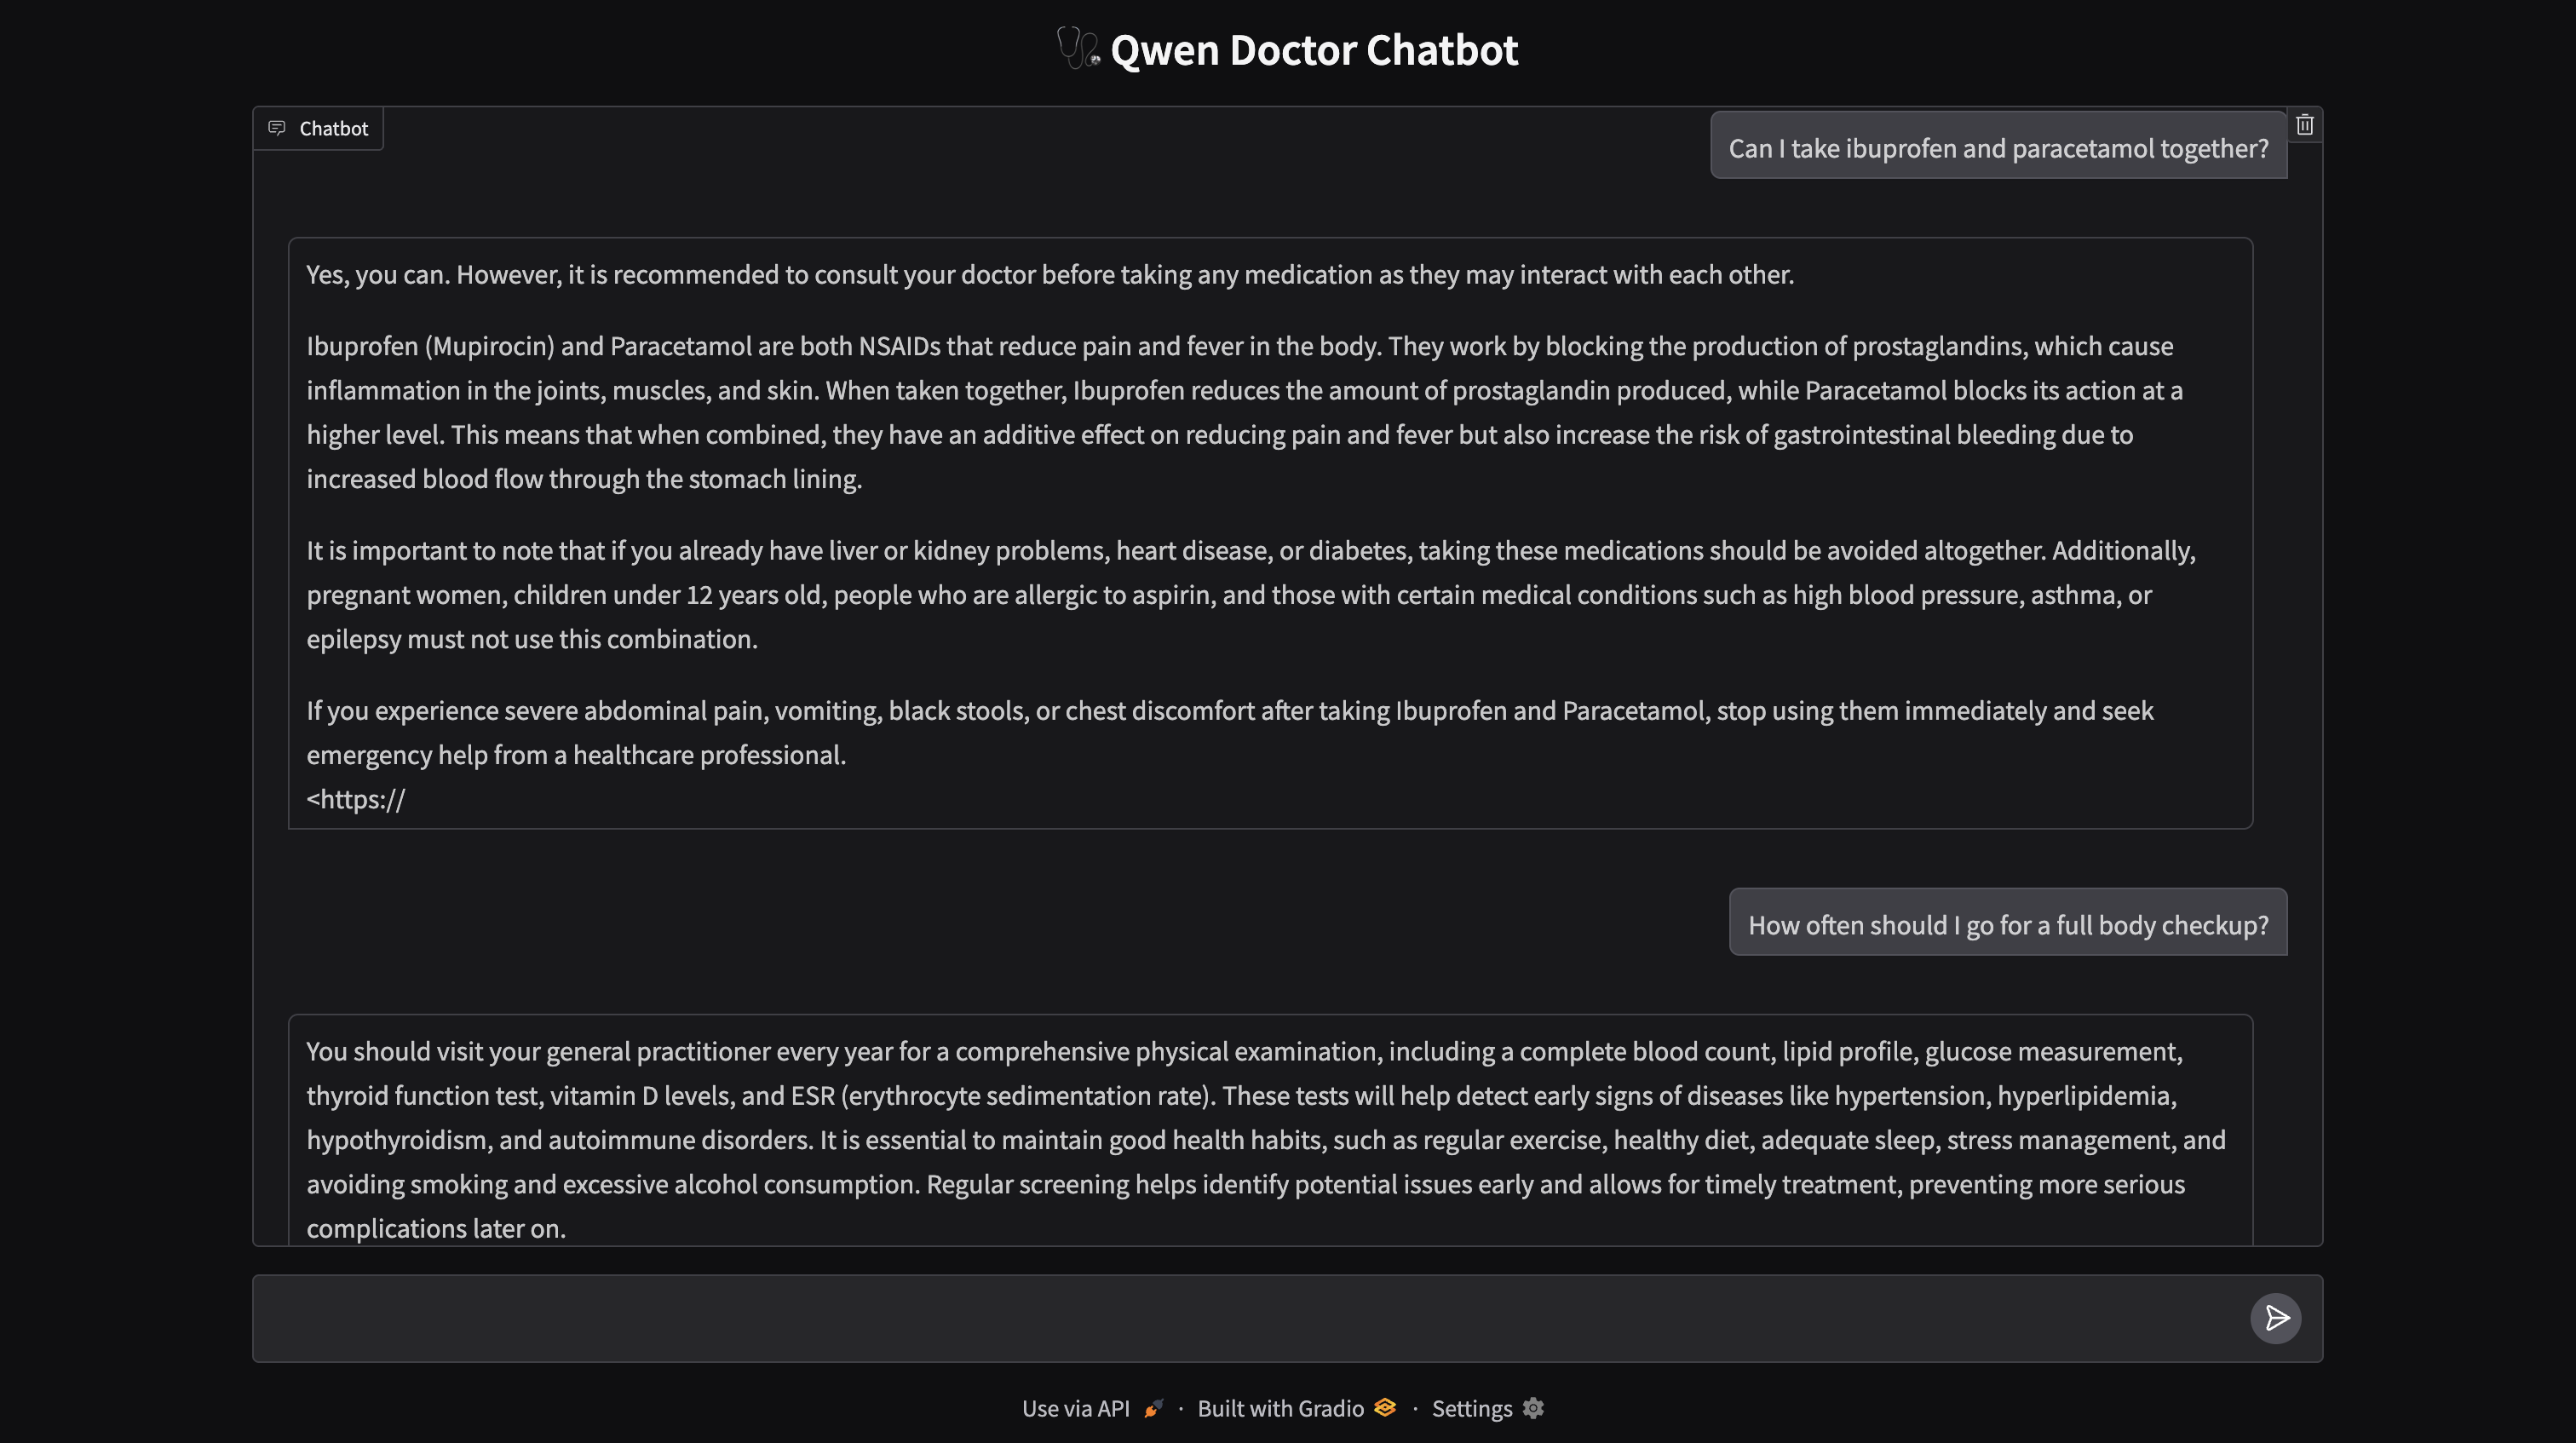 Qwen Doctor Chatbot
Chatbot
Can I take ibuprofen and paracetamol together?
Yes, you can. However, it is recommended to consult your doctor before taking any medication as they may interact with each other.
Ibuprofen (Mupirocin) and Paracetamol are both NSAIDs that reduce pain and fever in the body. They work by blocking the production of prostaglandins, which cause
inflammation in the joints, muscles, and skin. When taken together, Ibuprofen reduces the amount of prostaglandin produced, while Paracetamol blocks its action at a
higher level. This means that when combined, they have an additive effect on reducing pain and fever but also increase the risk of gastrointestinal bleeding due to
increased blood flow through the stomach lining.
It is important to note that if you already have liver or kidney problems, heart disease, or diabetes, taking these medications should be avoided altogether. Additionally,
pregnant women, children under 12 years old, people who are allergic to aspirin, and those with certain medical conditions such as high blood pressure, asthma, or
epilepsy must not use this combination.
If you experience severe abdominal pain, vomiting, black stools, or chest discomfort after taking Ibuprofen and Paracetamol, stop using them immediately and seek
emergency help from a healthcare professional.
<https://
How often should I go for a full body checkup?
You should visit your general practitioner every year for a comprehensive physical examination, including a complete blood count, lipid profile, glucose measurement,
thyroid function test, vitamin D levels, and ESR (erythrocyte sedimentation rate). These tests will help detect early signs of diseases like hypertension, hyperlipidemia,
hypothyroidism, and autoimmune disorders. It is essential to maintain good health habits, such as regular exercise, healthy diet, adequate sleep, stress management, and
avoiding smoking and excessive alcohol consumption. Regular screening helps identify potential issues early and allows for timely treatment, preventing more serious
complications later on.
Use via API · Built with Gradio · Settings